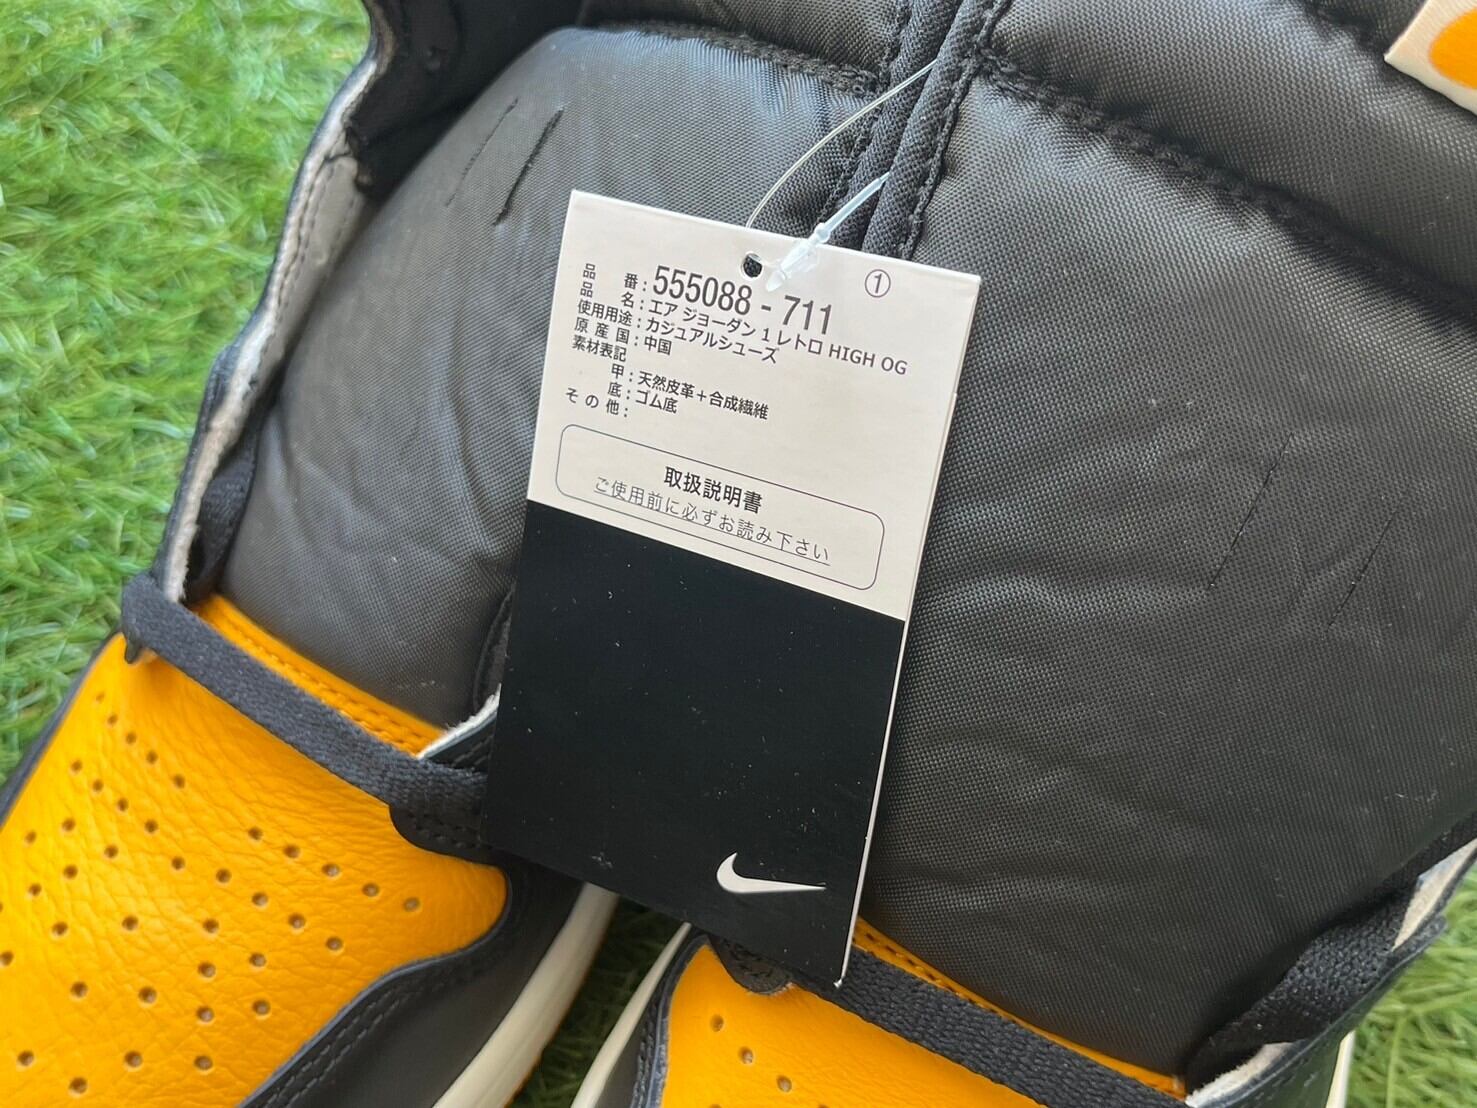 ①
品番:555088-711
品名:エア ジョーダン 1 レトロ HIGH OG
使用用途:カジュアルシューズ
原産国:中国
素材表記
甲:天然皮革+合成繊維
底:ゴム底
その他:
取扱説明書
ご使用前に必ずお読み下さい